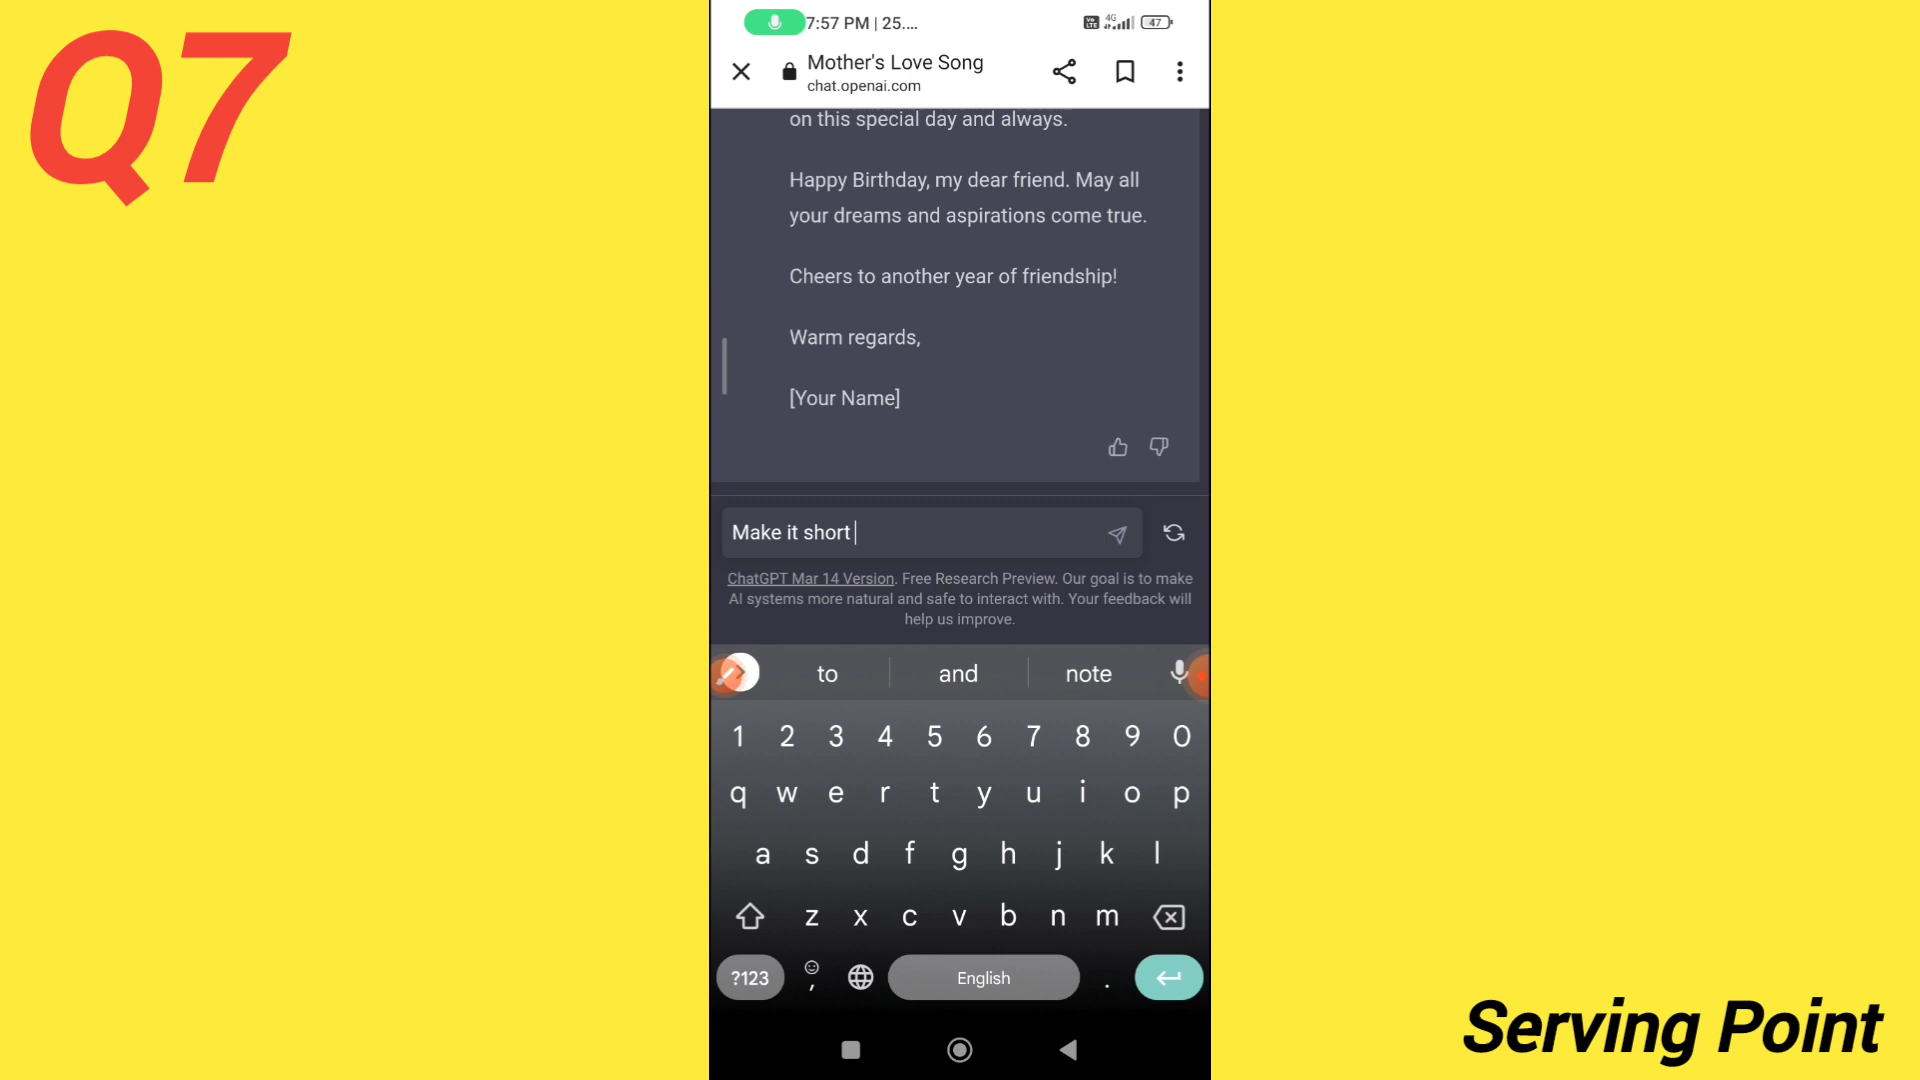 Q7
7:57 PM | 25....
Vo LTE 4G 47
Mother's Love Song
chat.openai.com
on this special day and always.
Happy Birthday, my dear friend. May all
your dreams and aspirations come true.
Cheers to another year of friendship!
Warm regards,
[Your Name]
Make it short
ChatGPT Mar 14 Version. Free Research Preview. Our goal is to make
AI systems more natural and safe to interact with. Your feedback will
help us improve.
to and note
1 2 3 4 5 6 7 8 9 0
q w e r t y u i o p
a s d f g h j k l
z x c v b n m
?123 , English .
Serving Point